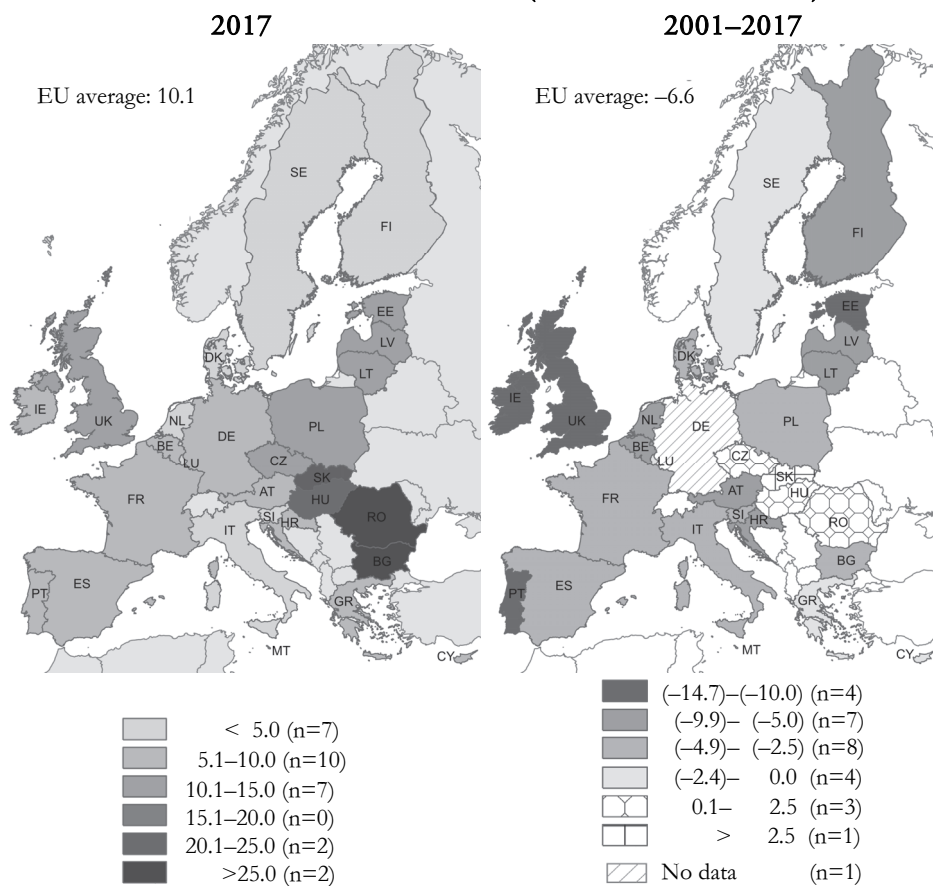 2017
EU average: 10.1
SE
FI
EE
LV
LT
DK
IE
UK
NL
BE
LU
DE
PL
CZ
SK
AT
HU
FR
SI
HR
IT
RO
BG
PT
ES
GR
MT
CY
< 5.0 (n=7)
5.1–10.0 (n=10)
10.1–15.0 (n=7)
15.1–20.0 (n=0)
20.1–25.0 (n=2)
>25.0 (n=2)
2001–2017
EU average: –6.6
SE
FI
EE
LV
LT
DK
IE
UK
NL
BE
LU
DE
PL
CZ
SK
AT
HU
FR
SI
HR
IT
RO
BG
PT
ES
GR
MT
CY
(–14.7)–(–10.0) (n=4)
(–9.9)– (–5.0) (n=7)
(–4.9)– (–2.5) (n=8)
(–2.4)– 0.0 (n=4)
0.1– 2.5 (n=3)
> 2.5 (n=1)
No data (n=1)